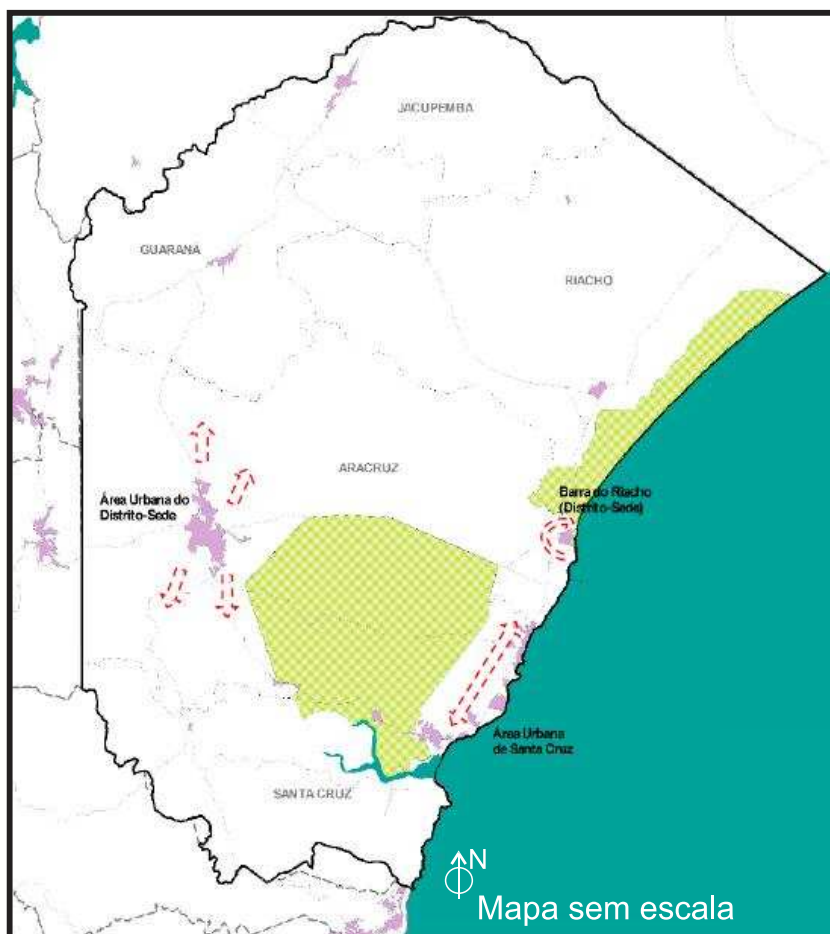 JACUPEMBA
GUARANA
RIACHO
ARACRUZ
Área Urbana do
Distrito-Sede
Barra do Riacho
(Distrito-Sede)
Área Urbana
de Santa Cruz
SANTA CRUZ
N
Mapa sem escala